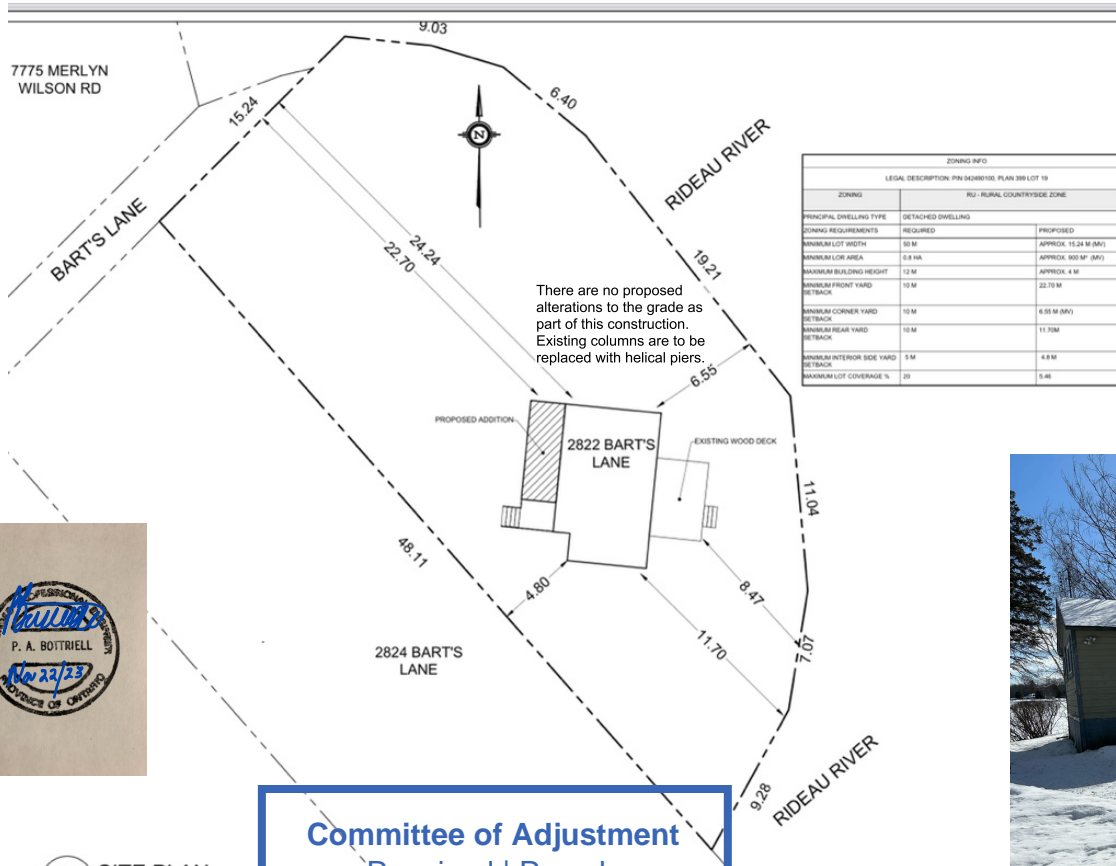 9.03
7775 MERLYN
WILSON RD
15.24
6.40
N
RIDEAU RIVER
BART'S LANE
24.24
22.70
19.21
There are no proposed
alterations to the grade as
part of this construction.
Existing columns are to be
replaced with helical piers.
6.55
PROPOSED ADDITION
2822 BART'S
LANE
EXISTING WOOD DECK
11.04
48.11
4.80
8.47
11.70
7.07
2824 BART'S
LANE
9.28
RIDEAU RIVER
ZONING INFO
LEGAL DESCRIPTION: PIN 042490100, PLAN 399 LOT 19
ZONING RU - RURAL COUNTRYSIDE ZONE
PRINCIPAL DWELLING TYPE DETACHED DWELLING
ZONING REQUIREMENTS REQUIRED PROPOSED
MINIMUM LOT WIDTH 50 M APPROX. 15.24 M (MV)
MINIMUM LOR AREA 0.8 HA APPROX. 900 M² (MV)
MAXIMUM BUILDING HEIGHT 12 M APPROX. 4 M
MINIMUM FRONT YARD SETBACK 10 M 22.70 M
MINIMUM CORNER YARD SETBACK 10 M 6.55 M (MV)
MINIMUM REAR YARD SETBACK 10 M 11.70M
MINIMUM INTERIOR SIDE YARD SETBACK 5 M 4.8 M
MAXIMUM LOT COVERAGE % 20 5.46
P. A. BOTTRIELL
Nov 22/23
PROVINCE OF ONTARIO
SITE PLAN
Committee of Adjustment